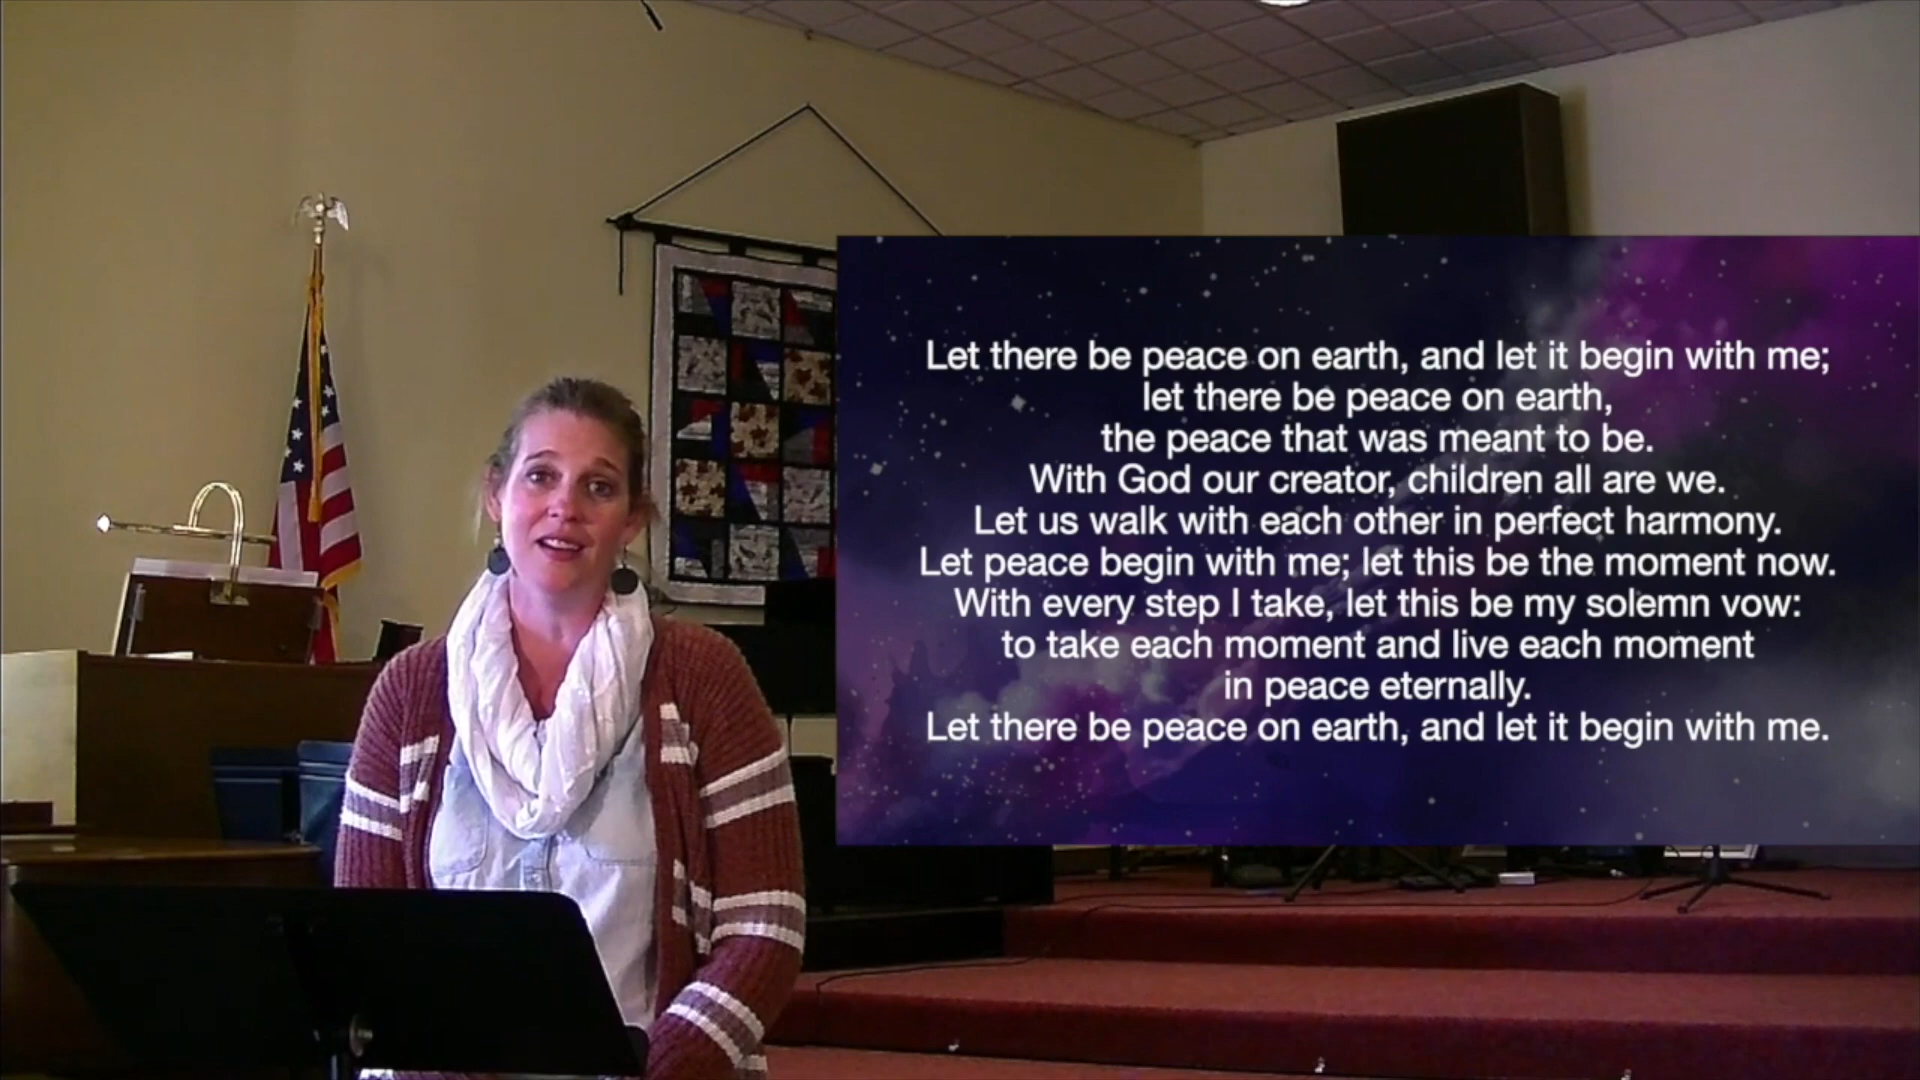 Let there be peace on earth, and let it begin with me;
let there be peace on earth,
the peace that was meant to be.
With God our creator, children all are we.
Let us walk with each other in perfect harmony.
Let peace begin with me; let this be the moment now.
With every step I take, let this be my solemn vow:
to take each moment and live each moment
in peace eternally.
Let there be peace on earth, and let it begin with me.